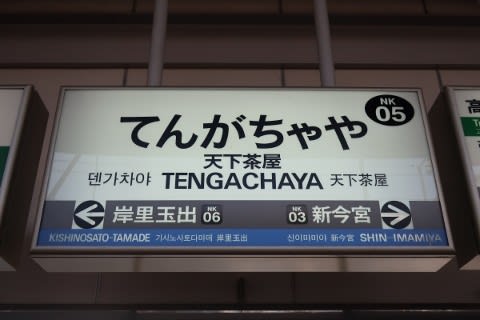 NK
05
てんがちゃや
天下茶屋
덴가차야 TENGACHAYA 天下茶屋
岸里玉出 NK 06 NK 03 新今宮
KISHINOSATO-TAMADE 기시노사토다마데 岸里玉出 신이마미야 新今宮 SHIN-IMAMIYA
高